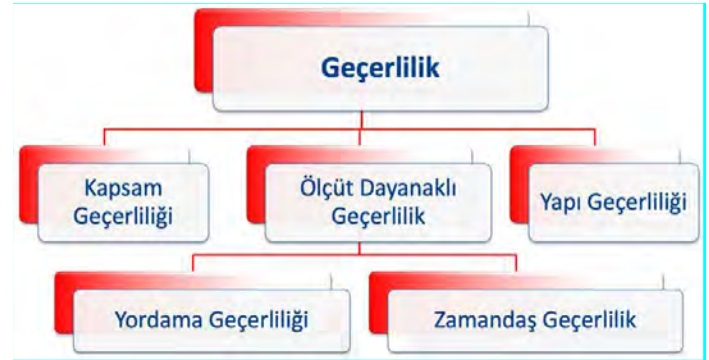 Geçerlilik
Kapsam
Geçerliliği
Ölçüt Dayanaklı
Geçerlilik
Yapı Geçerliliği
Yordama Geçerliliği
Zamandaş Geçerlilik